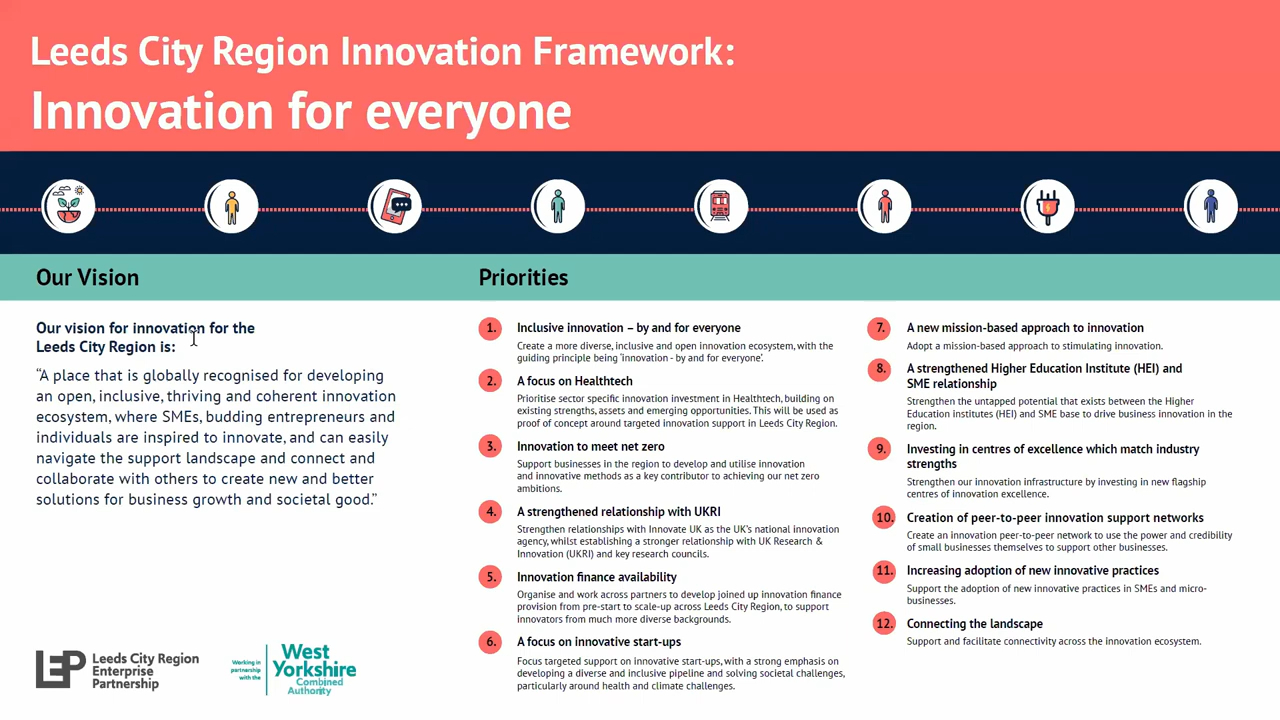 Leeds City Region Innovation Framework:
Innovation for everyone
Our Vision
Our vision for innovation for the
Leeds City Region is:
“A place that is globally recognised for developing
an open, inclusive, thriving and coherent innovation
ecosystem, where SMEs, budding entrepreneurs and
individuals are inspired to innovate, and can easily
navigate the support landscape and connect and
collaborate with others to create new and better
solutions for business growth and societal good.”
Priorities
1. Inclusive innovation – by and for everyone
Create a more diverse, inclusive and open innovation ecosystem, with the
guiding principle being ‘innovation - by and for everyone’.
2. A focus on Healthtech
Prioritise sector specific innovation investment in Healthtech, building on
existing strengths, assets and emerging opportunities. This will be used as
proof of concept around targeted innovation support in Leeds City Region.
3. Innovation to meet net zero
Support businesses in the region to develop and utilise innovation
and innovative methods as a key contributor to achieving our net zero
ambitions.
4. A strengthened relationship with UKRI
Strengthen relationships with Innovate UK as the UK’s national innovation
agency, whilst establishing a stronger relationship with UK Research &
Innovation (UKRI) and key research councils.
5. Innovation finance availability
Organise and work across partners to develop joined up innovation finance
provision from pre-start to scale-up across Leeds City Region, to support
innovators from much more diverse backgrounds.
6. A focus on innovative start-ups
Focus targeted support on innovative start-ups, with a strong emphasis on
developing a diverse and inclusive pipeline and solving societal challenges,
particularly around health and climate challenges.
7. A new mission-based approach to innovation
Adopt a mission-based approach to stimulating innovation.
8. A strengthened Higher Education Institute (HEI) and
SME relationship
Strengthen the untapped potential that exists between the Higher
Education institutes (HEI) and SME base to drive business innovation in the
region.
9. Investing in centres of excellence which match industry
strengths
Strengthen our innovation infrastructure by investing in new flagship
centres of innovation excellence.
10. Creation of peer-to-peer innovation support networks
Create an innovation peer-to-peer network to use the power and credibility
of small businesses themselves to support other businesses.
11. Increasing adoption of new innovative practices
Support the adoption of new innovative practices in SMEs and micro-
businesses.
12. Connecting the landscape
Support and facilitate connectivity across the innovation ecosystem.
LEP
Leeds City Region
Enterprise
Partnership
Working in
partnership
with the
West
Yorkshire
Combined
Authority